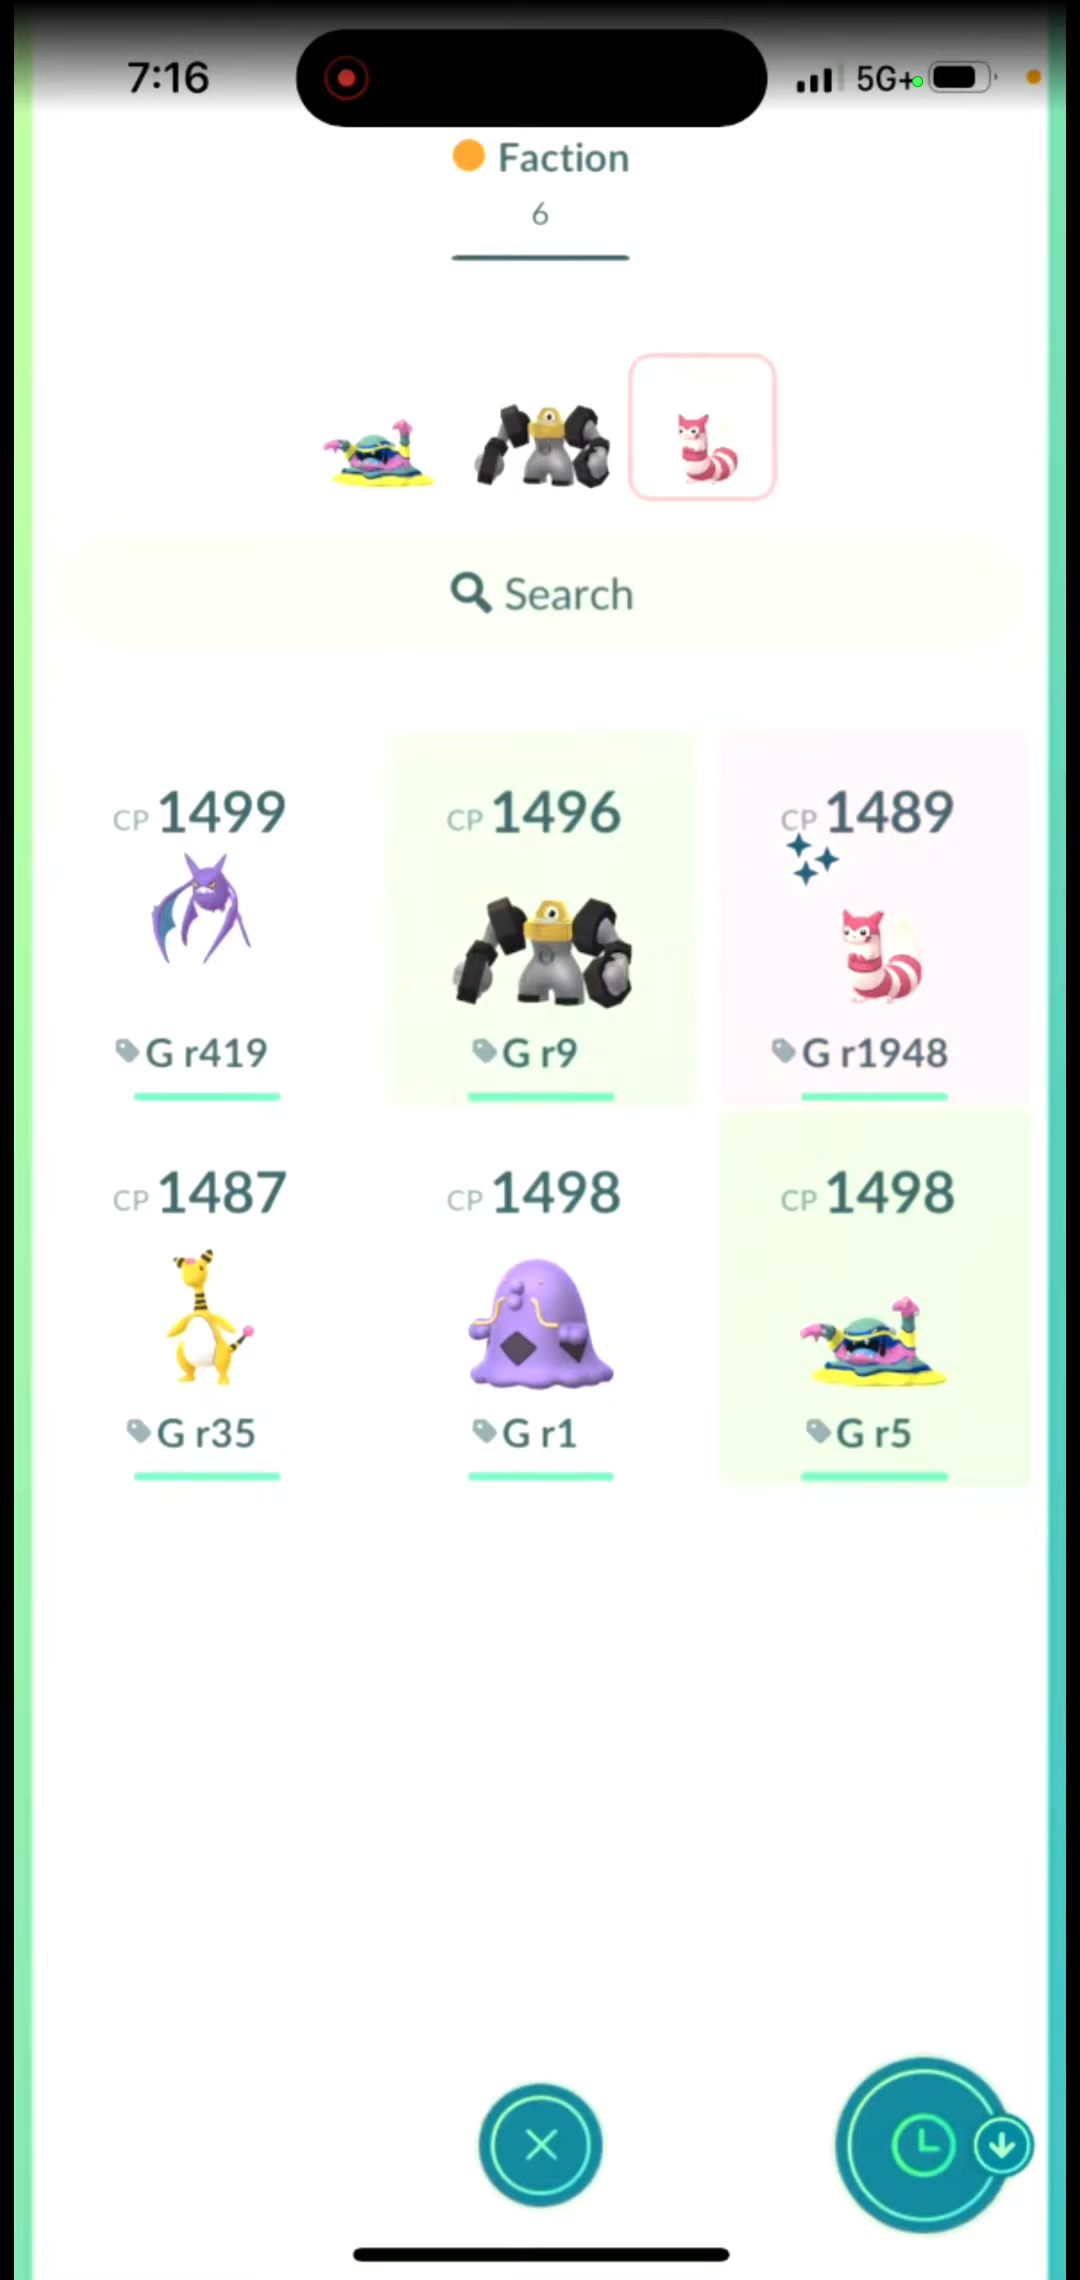 7:16 5G+
Faction
6
Search
CP 1499 CP 1496 CP 1489
G r419 G r9 G r1948
CP 1487 CP 1498 CP 1498
G r35 G r1 G r5